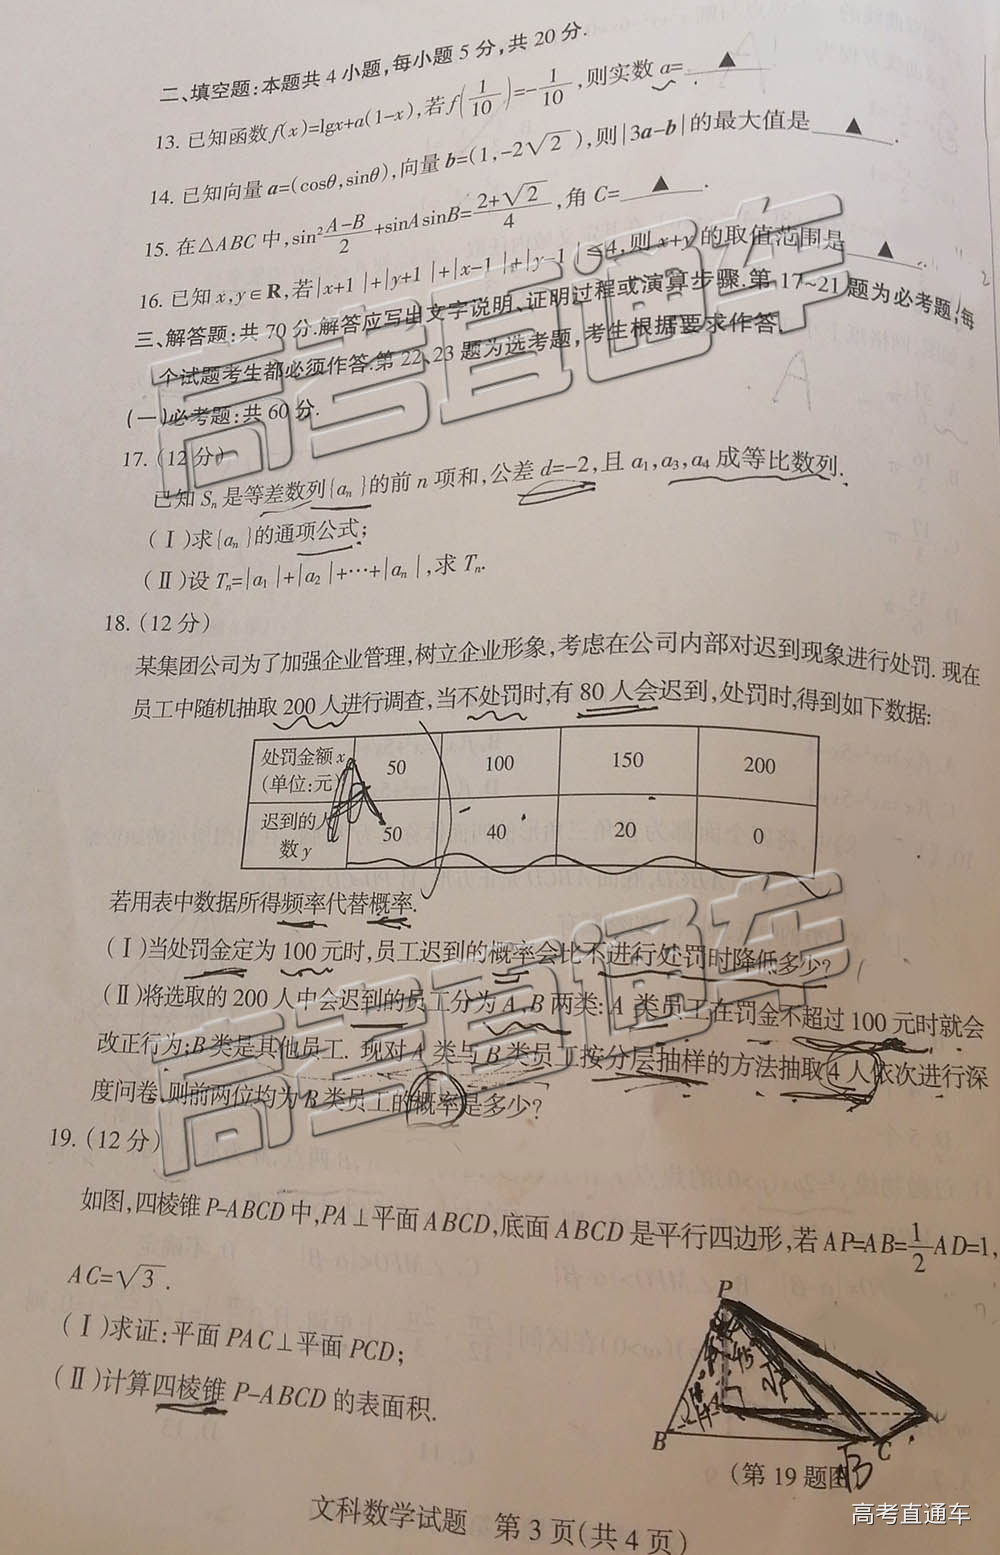 二、填空题:本题共4小题,每小题5分,共20分.
13. 已知函数f(x)=lgx+a(1-x),若f(1/10)=-1/10,则实数a=▲
14. 已知向量a=(cosθ,sinθ),向量b=(1,-2√2),则|3a-b|的最大值是▲.
15. 在△ABC中,sin²(A-B)/2+sinAsinB=(2+√2)/4,角C=▲.
16. 已知x,y∈R,若|x+1|+|y+1|+|x-1|+|y-1|≤4,则x+y的取值范围是▲.
三、解答题:共70分.解答应写出文字说明、证明过程或演算步骤.第17~21题为必考题,每
个试题考生都必须作答.第22、23题为选考题,考生根据要求作答.
(一)必考题:共60分.
17.(12分)
已知Sn是等差数列{an}的前n项和,公差d=-2,且a1,a3,a4成等比数列.
(Ⅰ)求{an}的通项公式;
(Ⅱ)设Tn=|a1|+|a2|+…+|an|,求Tn.
18.(12分)
某集团公司为了加强企业管理,树立企业形象,考虑在公司内部对迟到现象进行处罚.现在
员工中随机抽取200人进行调查,当不处罚时,有80人会迟到,处罚时,得到如下数据:
处罚金额x(单位:元) 50 100 150 200
迟到的人数y 50 40 20 0
若用表中数据所得频率代替概率.
(Ⅰ)当处罚金定为100元时,员工迟到的概率会比不进行处罚时降低多少?
(Ⅱ)将选取的200人中会迟到的员工分为A,B两类:A类员工在罚金不超过100元时就会
改正行为;B类是其他员工.现对A类与B类员工按分层抽样的方法抽取4人依次进行深
度问卷,则前两位均为B类员工的概率是多少?
19.(12分)
如图,四棱锥P-ABCD中,PA⊥平面ABCD,底面ABCD是平行四边形,若AP=AB=1/2AD=1,
AC=√3.
(Ⅰ)求证:平面PAC⊥平面PCD;
(Ⅱ)计算四棱锥P-ABCD的表面积.
P
45
B
C
√3
(第19题图)
文科数学试题 第3页(共4页)
高考直通车
高考直通车
高考直通车